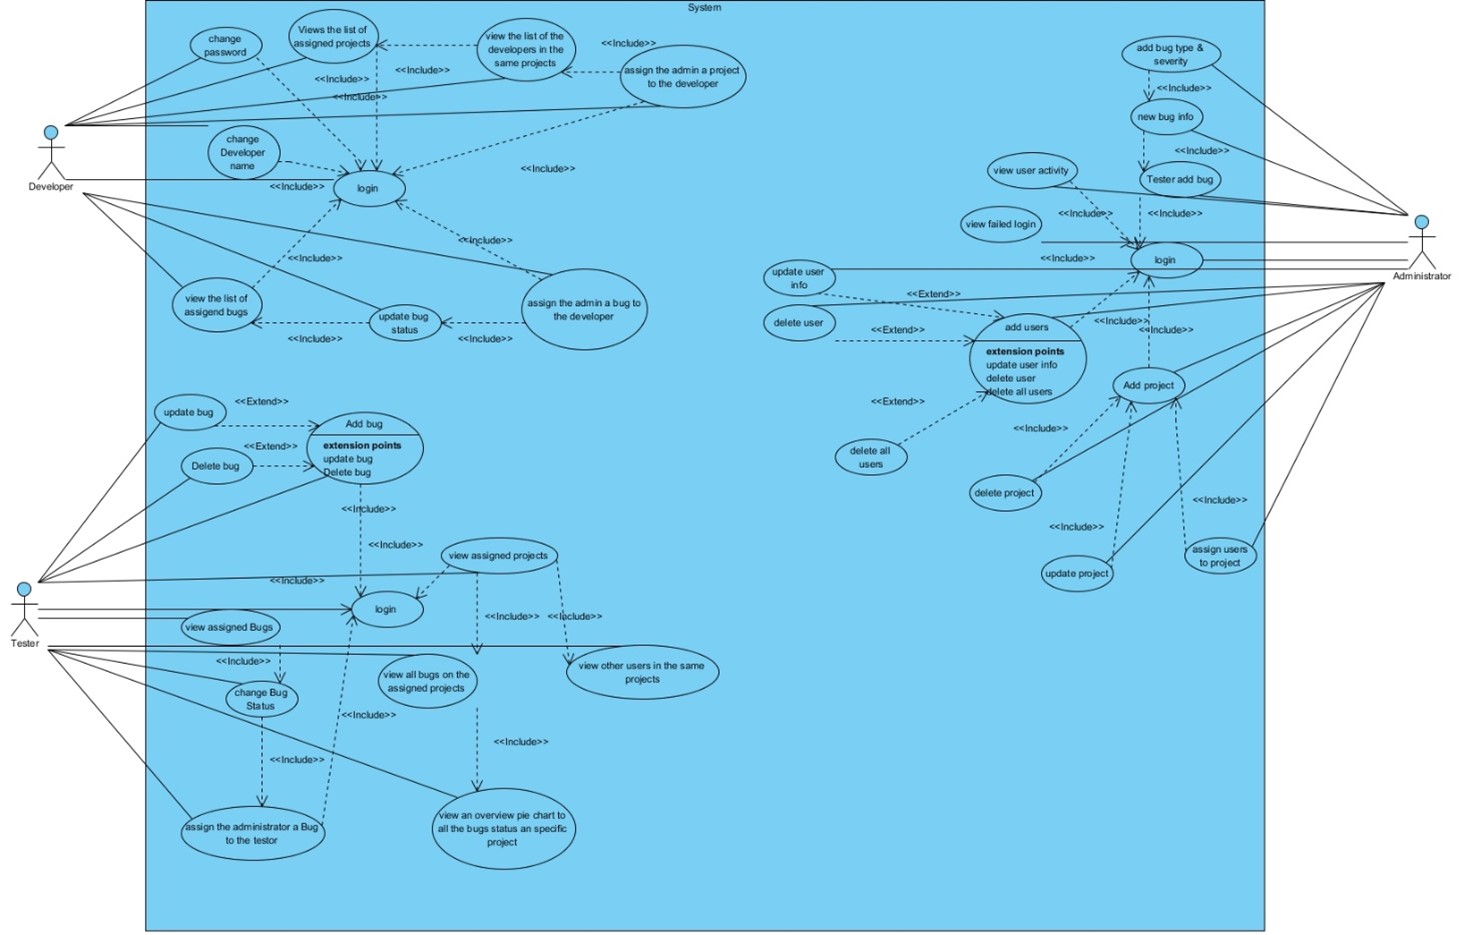 System
change
password
Views the list of
assigned projects
view the list of the
developers in the
same projects
<<Include>>
assign the admin a project
to the developer
<<Include>>
<<Include>>
<<Include>>
change
Developer
name
<<Include>>
<<Include>>
login
Developer
<<Include>>
<<Include>>
view the list of
assigend bugs
update bug
status
assign the admin a bug to
the developer
<<Include>>
<<Include>>
add bug type &
severity
<<Include>>
new bug info
<<Include>>
view user activity
Tester add bug
<<Include>>
<<Include>>
view failed login
<<Include>>
login
Administrator
update user
info
<<Extend>>
delete user
<<Extend>>
add users
extension points
update user info
delete user
delete all users
<<Include>>
<<Include>>
Add project
<<Extend>>
delete all
users
<<Include>>
delete project
<<Include>>
<<Include>>
update project
assign users
to project
update bug
<<Extend>>
Add bug
extension points
update bug
Delete bug
<<Extend>>
Delete bug
<<Include>>
<<Include>>
view assigned projects
<<Include>>
login
<<Include>>
<<Include>>
Tester
view assigned Bugs
<<Include>>
view all bugs on the
assigned projects
view other users in the same
projects
change Bug
Status
<<Include>>
<<Include>>
<<Include>>
assign the administrator a Bug
to the testor
view an overview pie chart to
all the bugs status an specific
project